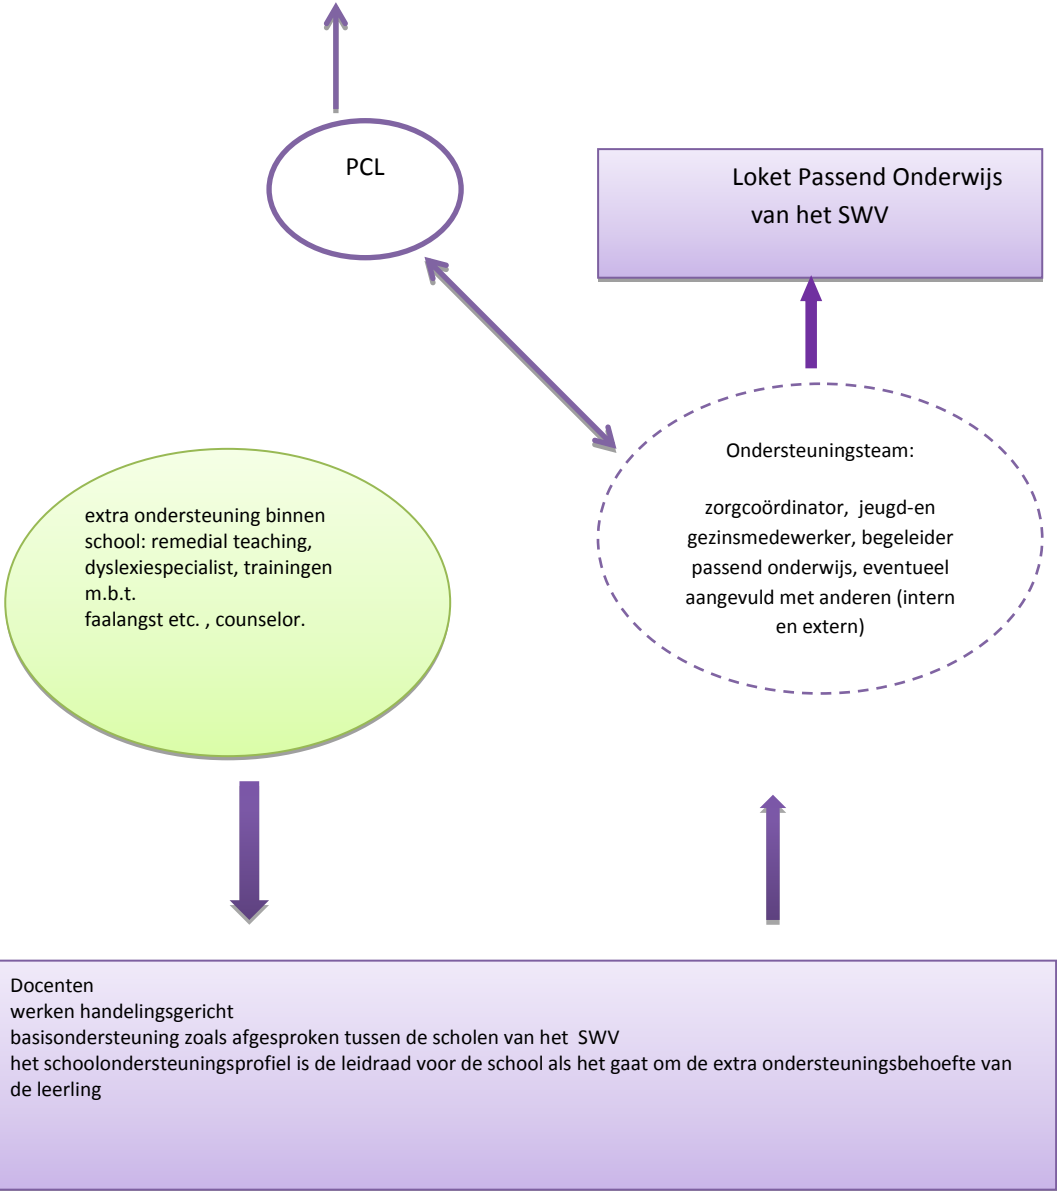 PCL
Loket Passend Onderwijs
van het SWV
Ondersteuningsteam:
zorgcoördinator, jeugd-en
gezinsmedewerker, begeleider
passend onderwijs, eventueel
aangevuld met anderen (intern
en extern)
extra ondersteuning binnen
school: remedial teaching,
dyslexiespecialist, trainingen
m.b.t.
faalangst etc. , counselor.
Docenten
werken handelingsgericht
basisondersteuning zoals afgesproken tussen de scholen van het SWV
het schoolondersteuningsprofiel is de leidraad voor de school als het gaat om de extra ondersteuningsbehoefte van
de leerling